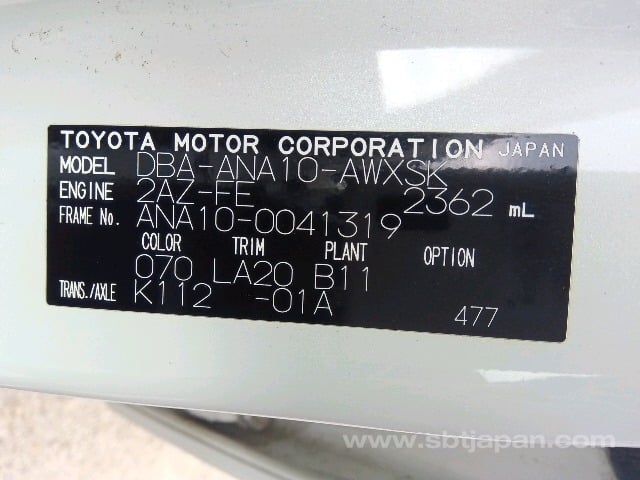 TOYOTA MOTOR CORPORATION JAPAN
MODEL DBA-ANA10-AWXSK
ENGINE 2AZ-FE 2362 mL
FRAME No. ANA10-0041319
COLOR TRIM PLANT OPTION
070 LA20 B11
TRANS./AXLE K112 -01A
477
www.sbtjapan.com